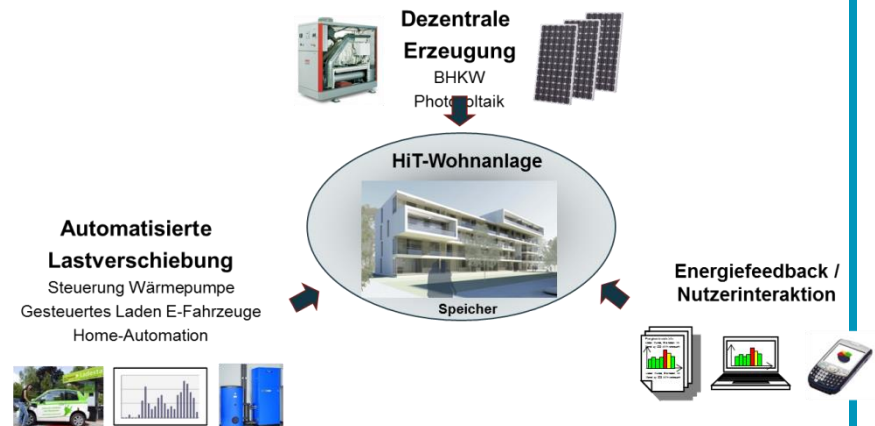 Dezentrale
Erzeugung
BHKW
Photovoltaik
HiT-Wohnanlage
Speicher
Automatisierte
Lastverschiebung
Steuerung Wärmepumpe
Gesteuertes Laden E-Fahrzeuge
Home-Automation
Energiefeedback /
Nutzerinteraktion